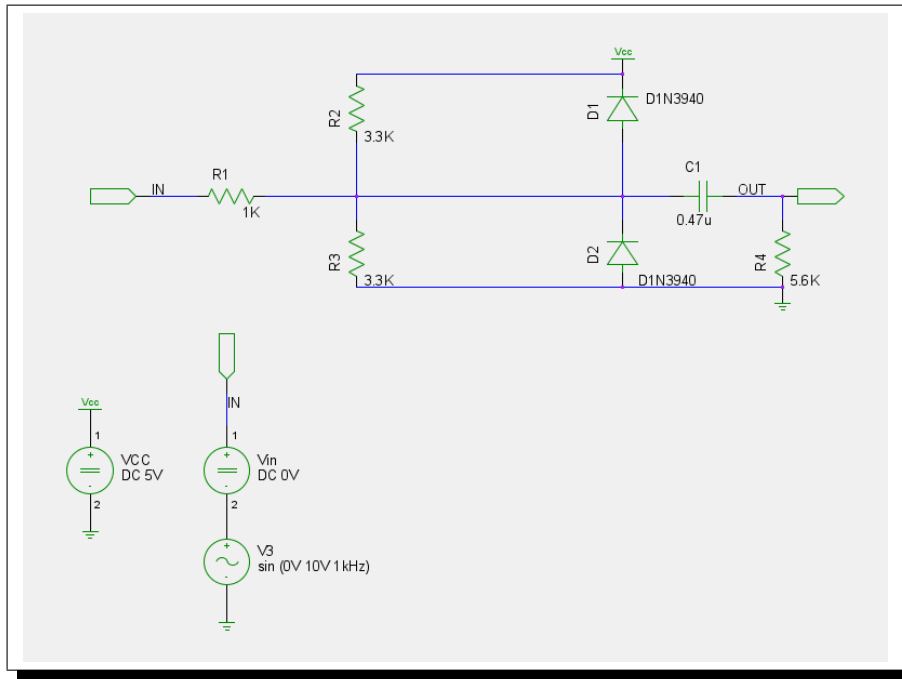 Vcc
D1
D1N3940
R2
3.3K
R1
IN
1K
C1
OUT
0.47u
R3
3.3K
D2
D1N3940
R4
5.6K
IN
Vcc
1
VCC
DC 5V
2
1
Vin
DC 0V
2
V3
sin (0V 10V 1kHz)